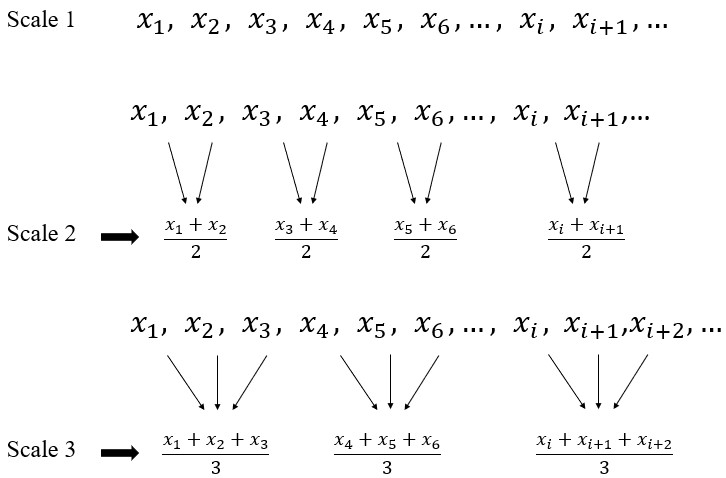 Scale 1 x₁, x₂, x₃, x₄, x₅, x₆, ..., xᵢ, xᵢ₊₁, ...
x₁, x₂, x₃, x₄, x₅, x₆, ..., xᵢ, xᵢ₊₁,...
Scale 2 (x₁ + x₂)/2 (x₃ + x₄)/2 (x₅ + x₆)/2 (xᵢ + xᵢ₊₁)/2
x₁, x₂, x₃, x₄, x₅, x₆, ..., xᵢ, xᵢ₊₁,xᵢ₊₂, ...
Scale 3 (x₁ + x₂ + x₃)/3 (x₄ + x₅ + x₆)/3 (xᵢ + xᵢ₊₁ + xᵢ₊₂)/3